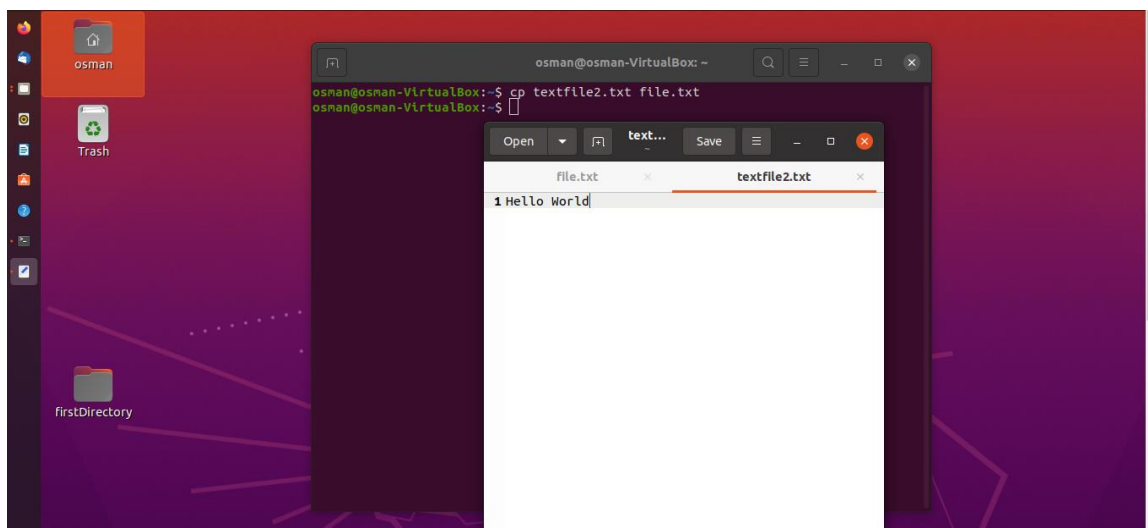 osman
Trash
firstDirectory
osman@osman-VirtualBox: ~
osman@osman-VirtualBox:~$ cp textfile2.txt file.txt
osman@osman-VirtualBox:~$
Open
text...
~
Save
file.txt
textfile2.txt
1 Hello World